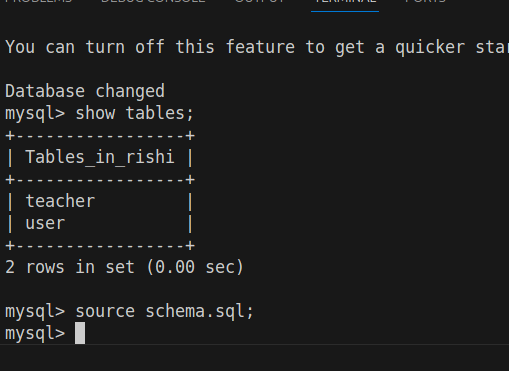 PROBLEMS DEBUG CONSOLE OUTPUT TERMINAL PORTS
You can turn off this feature to get a quicker
Database changed
mysql> show tables;
+-----------------+
| Tables_in_rishi |
+-----------------+
| teacher         |
| user            |
+-----------------+
2 rows in set (0.00 sec)
mysql> source schema.sql;
mysql>